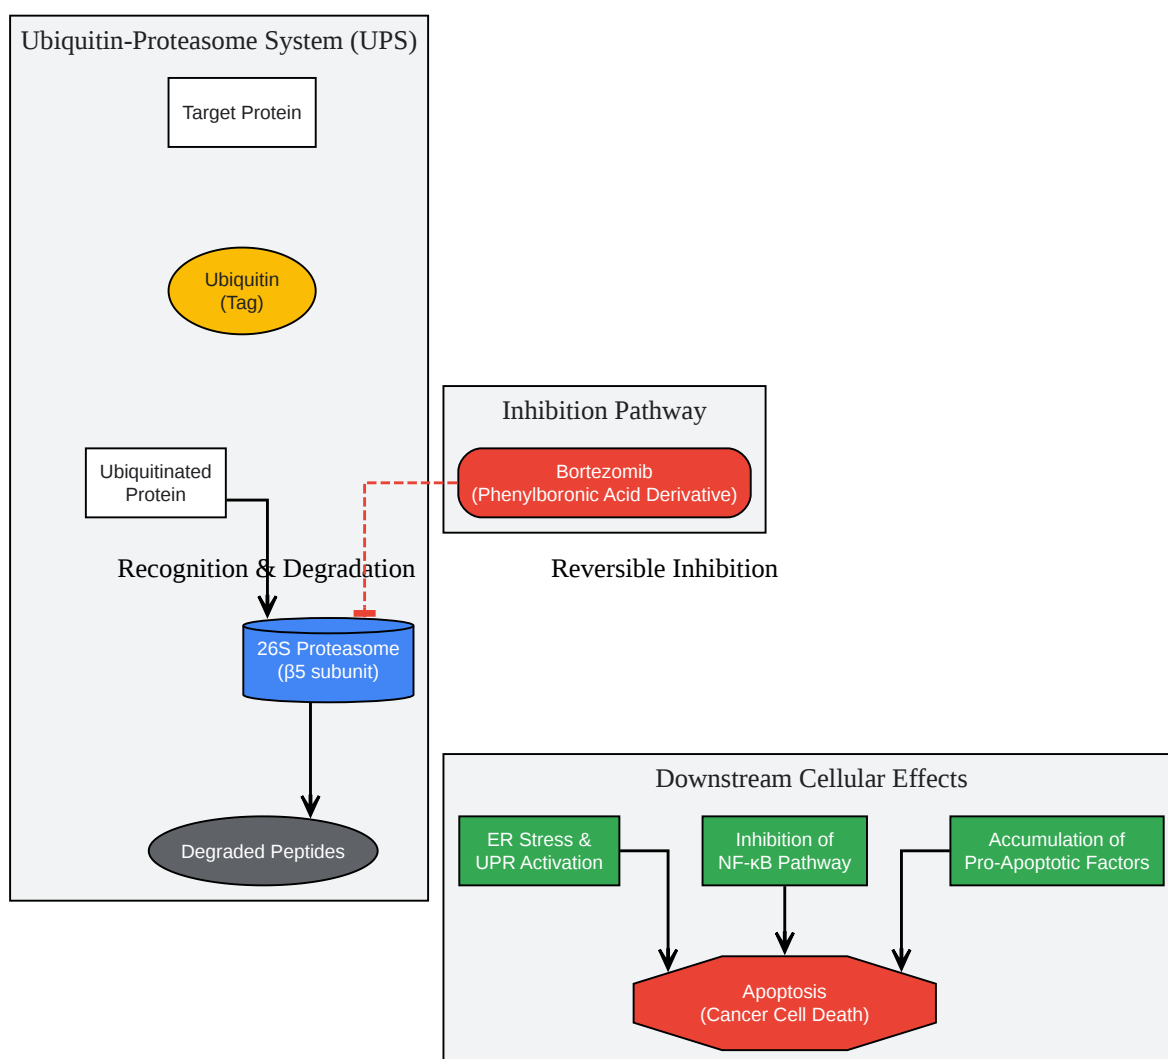 Ubiquitin-Proteasome System (UPS)
Target Protein
Ubiquitin
(Tag)
Ubiquitinated
Protein
Inhibition Pathway
Bortezomib
(Phenylboronic Acid Derivative)
Recognition & Degradation
Reversible Inhibition
26S Proteasome
(β5 subunit)
Degraded Peptides
Downstream Cellular Effects
ER Stress &
UPR Activation
Inhibition of
NF-κB Pathway
Accumulation of
Pro-Apoptotic Factors
Apoptosis
(Cancer Cell Death)